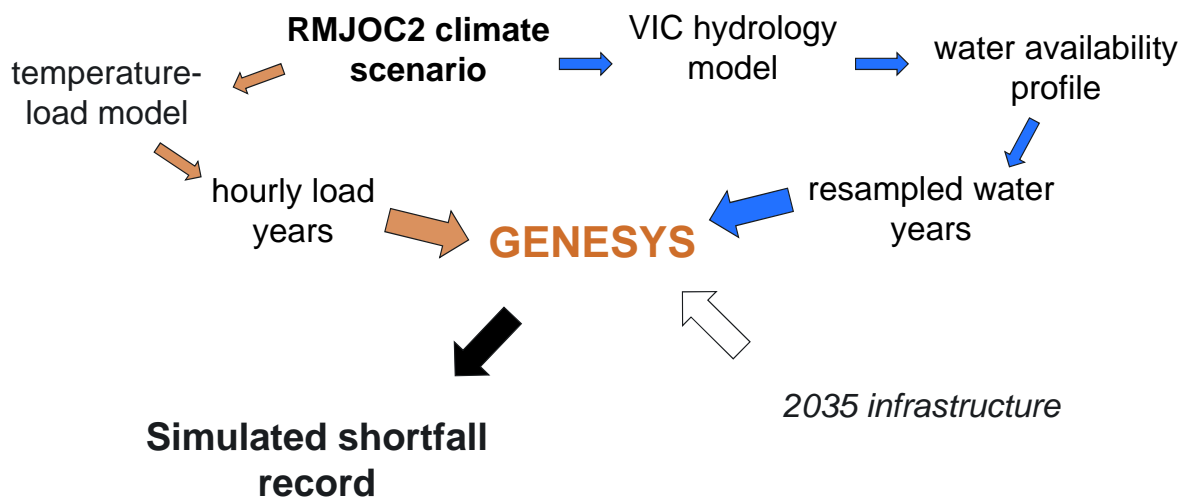 RMJOC2 climate
scenario
VIC hydrology
model
water availability
profile
temperature-
load model
hourly load
years
resampled water
years
GENESYS
2035 infrastructure
Simulated shortfall
record